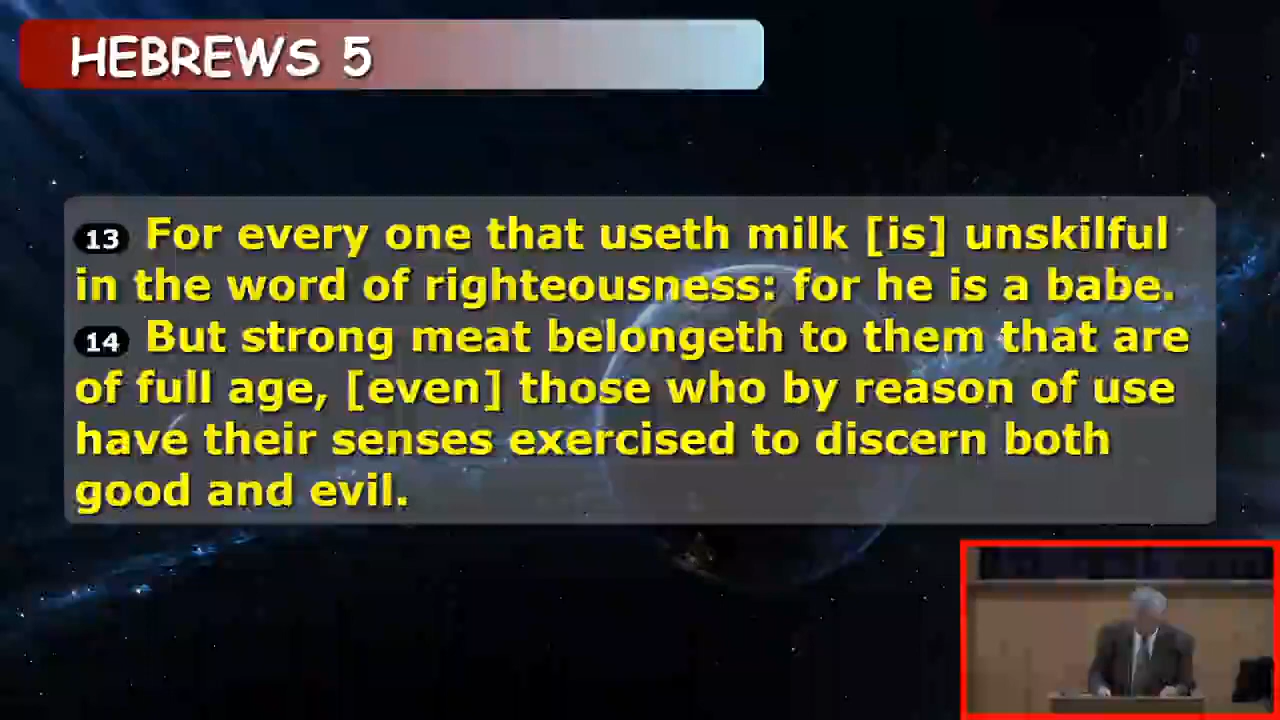 HEBREWS 5
13 For every one that useth milk [is] unskilful
in the word of righteousness: for he is a babe.
14 But strong meat belongeth to them that are
of full age, [even] those who by reason of use
have their senses exercised to discern both
good and evil.